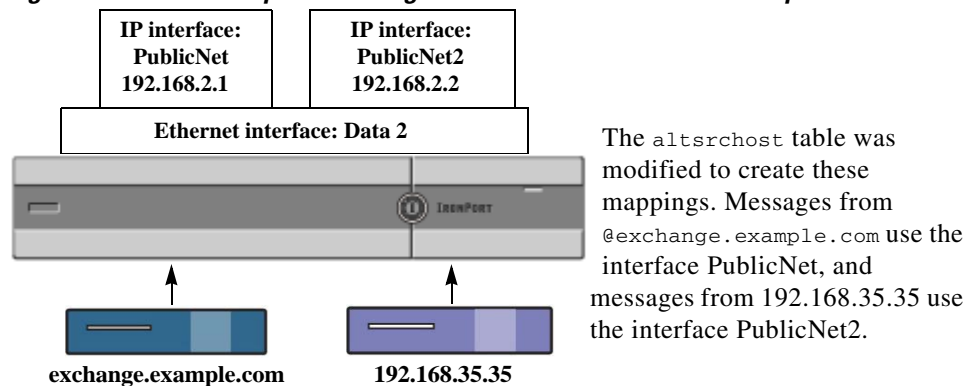 IP interface:
PublicNet
192.168.2.1
IP interface:
PublicNet2
192.168.2.2
Ethernet interface: Data 2
IRONPORT
exchange.example.com
192.168.35.35
The altsrchost table was
modified to create these
mappings. Messages from
@exchange.example.com use the
interface PublicNet, and
messages from 192.168.35.35 use
the interface PublicNet2.